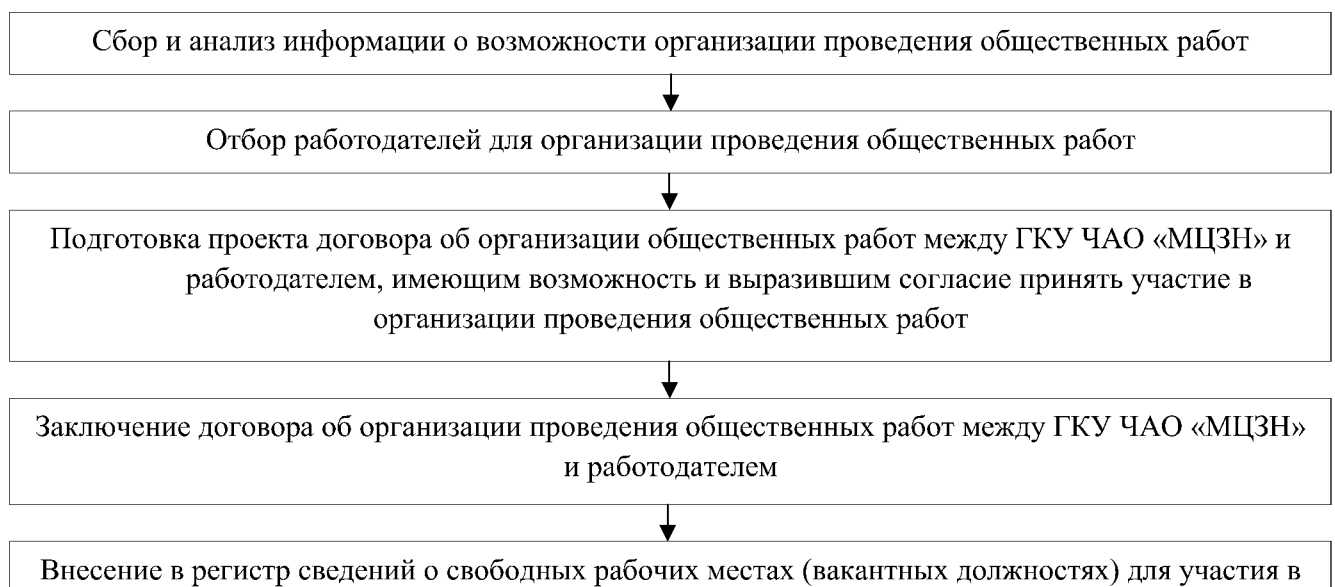 Сбор и анализ информации о возможности организации проведения общественных работ
Отбор работодателей для организации проведения общественных работ
Подготовка проекта договора об организации общественных работ между ГКУ ЧАО «МЦЗН» и
работодателем, имеющим возможность и выразившим согласие принять участие в
организации проведения общественных работ
Заключение договора об организации проведения общественных работ между ГКУ ЧАО «МЦЗН»
и работодателем
Внесение в регистр сведений о свободных рабочих местах (вакантных должностях) для участия в